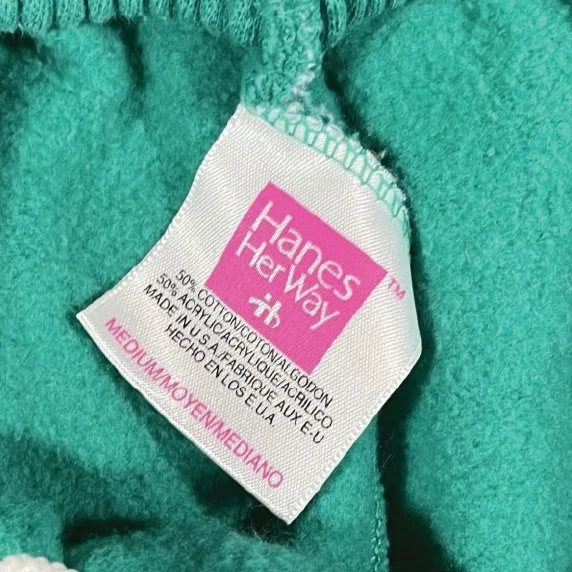 Hanes
HerWay
™
50% COTTON/COTON/ALGODON
50% ACRYLIC/ACRYLIQUE/ACRILICO
MADE IN U.S.A./FABRIQUE AUX E-U
HECHO EN LOS E.U.A
MEDIUM/MOYEN/MEDIANO